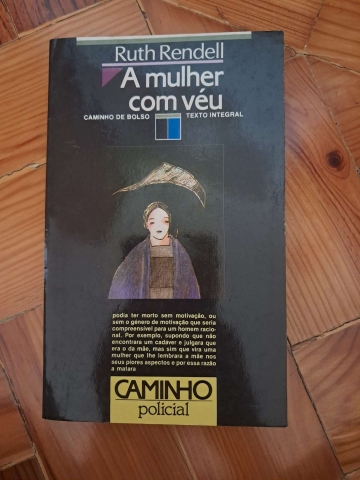 Ruth Rendell
A mulher
com véu
CAMINHO DE BOLSO TEXTO INTEGRAL
podia ter morto sem motivação, ou
sem o género de motivação que seria
compreensível para um homem racio-
nal. Por exemplo, supondo que não
encontrara um cadáver e julgara que
era o da mãe, mas sim que vira uma
mulher que lhe lembrara a mãe nos
seus piores aspectos e por essa razão
a matara
CAMINHO
policial